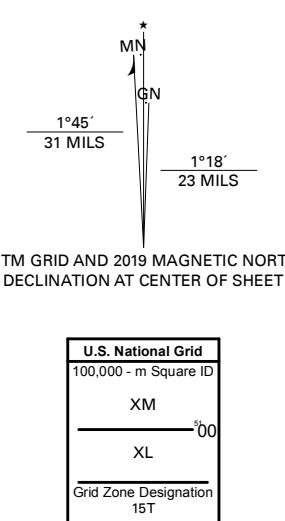 ★
MN
GN
1°45´
31 MILS
1°18´
23 MILS
TM GRID AND 2019 MAGNETIC NORT
DECLINATION AT CENTER OF SHEET
U.S. National Grid
100,000 - m Square ID
XM
5100
XL
Grid Zone Designation
15T